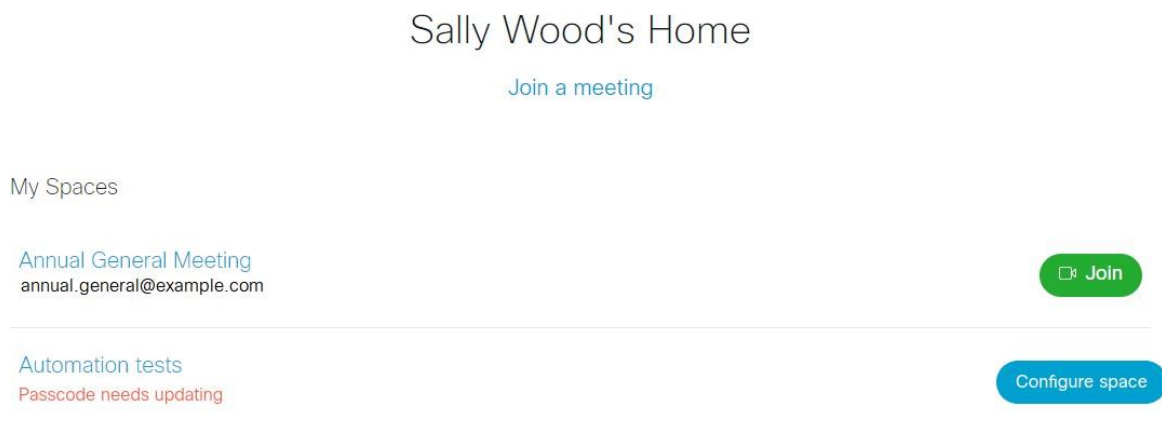 Sally Wood's Home
Join a meeting
My Spaces
Annual General Meeting
annual.general@example.com
Join
Automation tests
Passcode needs updating
Configure space